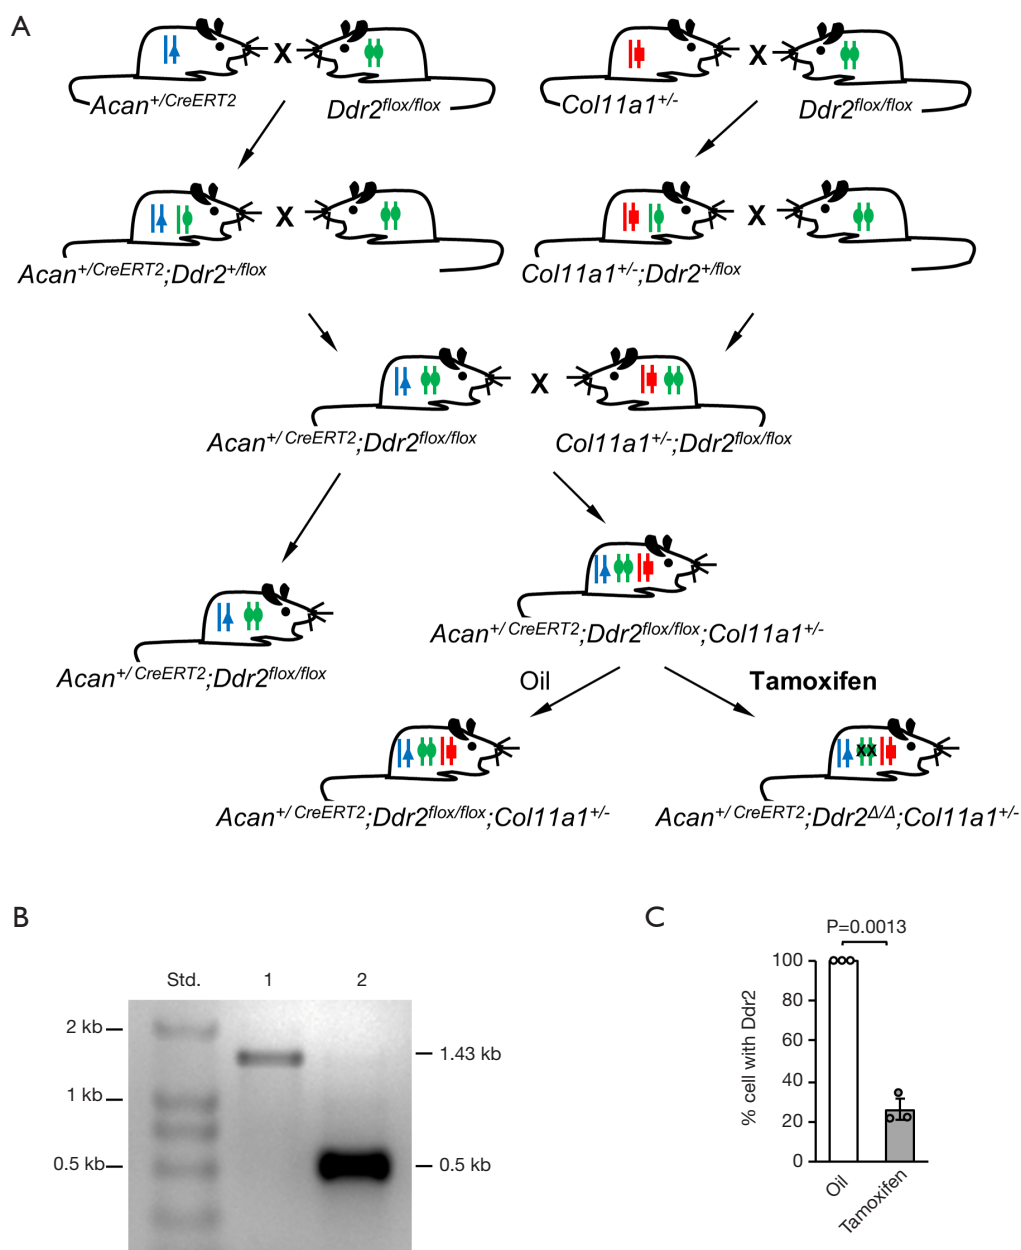 A
X X
Acan+/CreERT2 Ddr2flox/flox Col11a1+/- Ddr2flox/flox
X X
Acan+/CreERT2;Ddr2+/flox Col11a1+/-;Ddr2+/flox
X
Acan+/ CreERT2;Ddr2flox/flox Col11a1+/-;Ddr2flox/flox
Acan+/ CreERT2;Ddr2flox/flox;Col11a1+/-
Acan+/ CreERT2;Ddr2flox/flox
Oil Tamoxifen
XX
Acan+/ CreERT2;Ddr2flox/flox;Col11a1+/- Acan+/ CreERT2;Ddr2Δ/Δ;Col11a1+/-
B
Std. 1 2
2 kb
1.43 kb
1 kb
0.5 kb 0.5 kb
C
P=0.0013
% cell with Ddr2
100
80
60
40
20
0
Oil
Tamoxifen